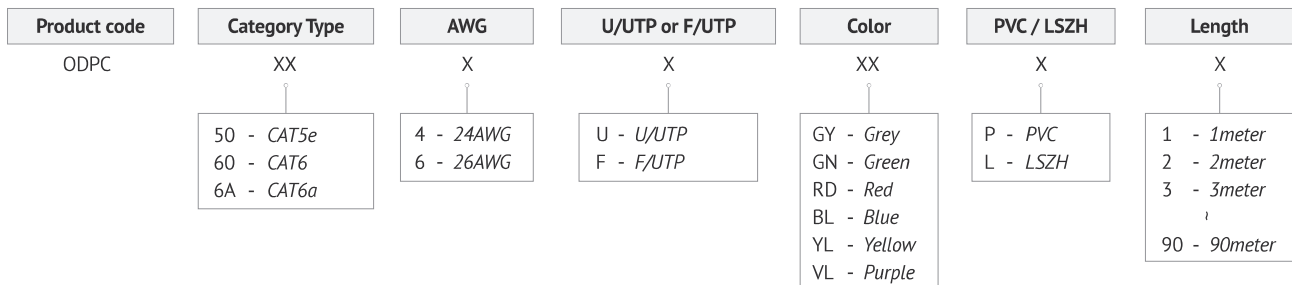 Product code Category Type AWG U/UTP or F/UTP Color PVC / LSZH Length
ODPC XX X X XX X X
50 - CAT5e
60 - CAT6
6A - CAT6a
4 - 24AWG
6 - 26AWG
U - U/UTP
F - F/UTP
GY - Grey
GN - Green
RD - Red
BL - Blue
YL - Yellow
VL - Purple
P - PVC
L - LSZH
1 - 1meter
2 - 2meter
3 - 3meter
~
90 - 90meter